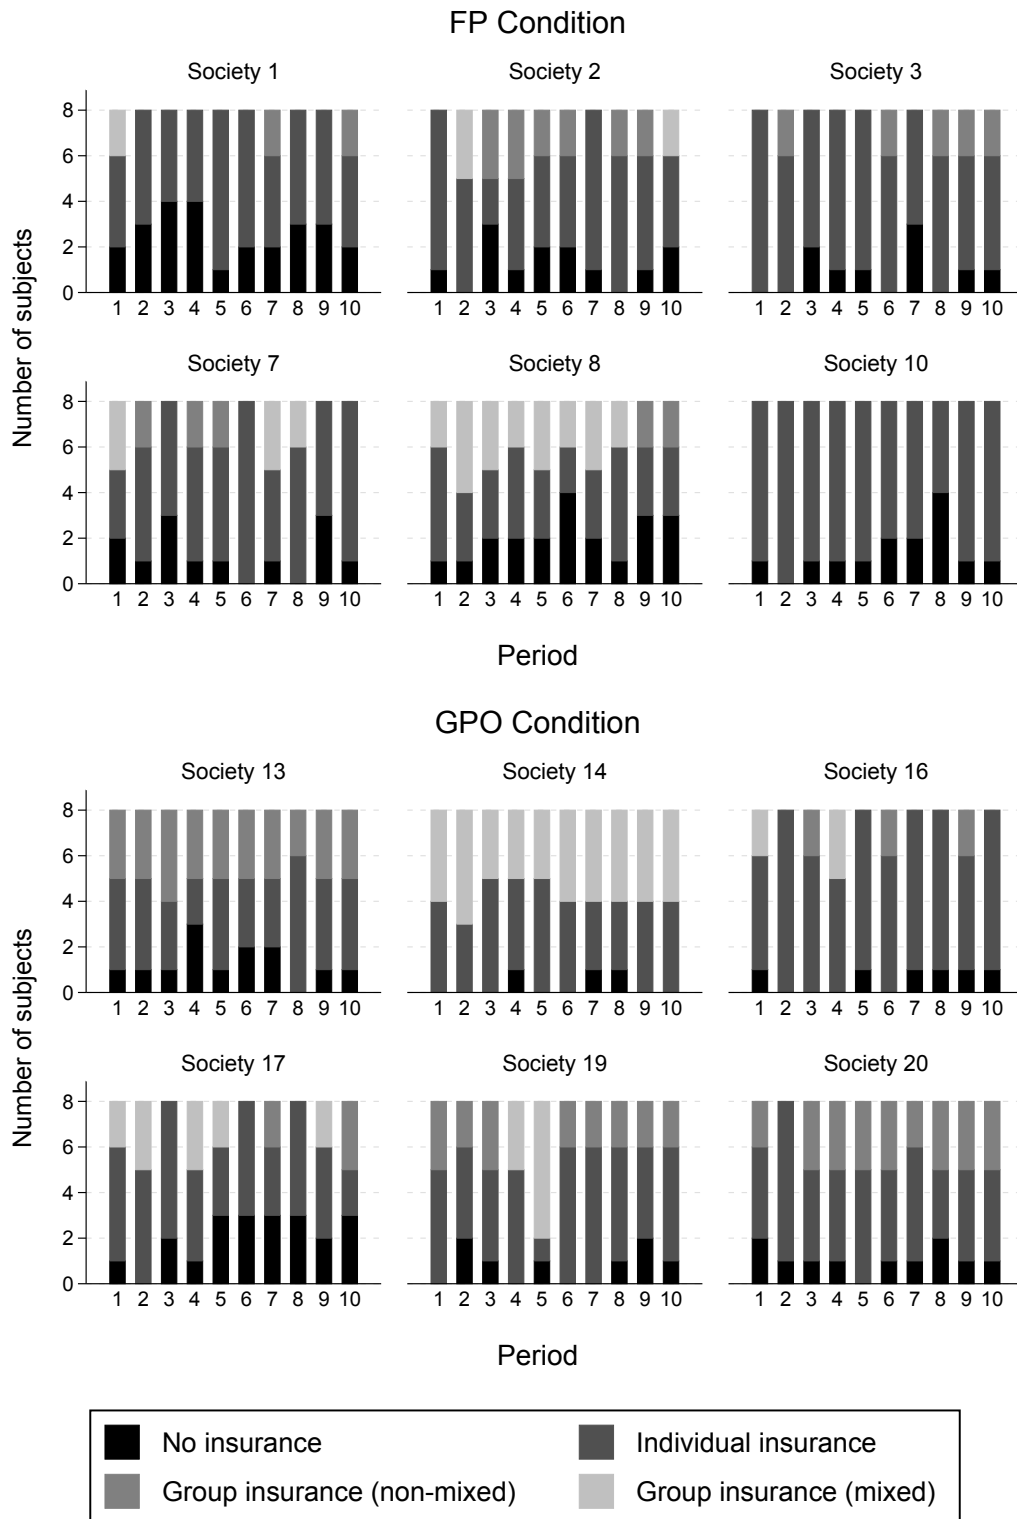 FP Condition
Society 1
Society 2
Society 3
8
6
4
2
0
1 2 3 4 5 6 7 8 9 10
1 2 3 4 5 6 7 8 9 10
1 2 3 4 5 6 7 8 9 10
Society 7
Society 8
Society 10
8
6
4
2
0
1 2 3 4 5 6 7 8 9 10
1 2 3 4 5 6 7 8 9 10
1 2 3 4 5 6 7 8 9 10
Number of subjects
Period
GPO Condition
Society 13
Society 14
Society 16
8
6
4
2
0
1 2 3 4 5 6 7 8 9 10
1 2 3 4 5 6 7 8 9 10
1 2 3 4 5 6 7 8 9 10
Society 17
Society 19
Society 20
8
6
4
2
0
1 2 3 4 5 6 7 8 9 10
1 2 3 4 5 6 7 8 9 10
1 2 3 4 5 6 7 8 9 10
Number of subjects
Period
No insurance
Individual insurance
Group insurance (non-mixed)
Group insurance (mixed)